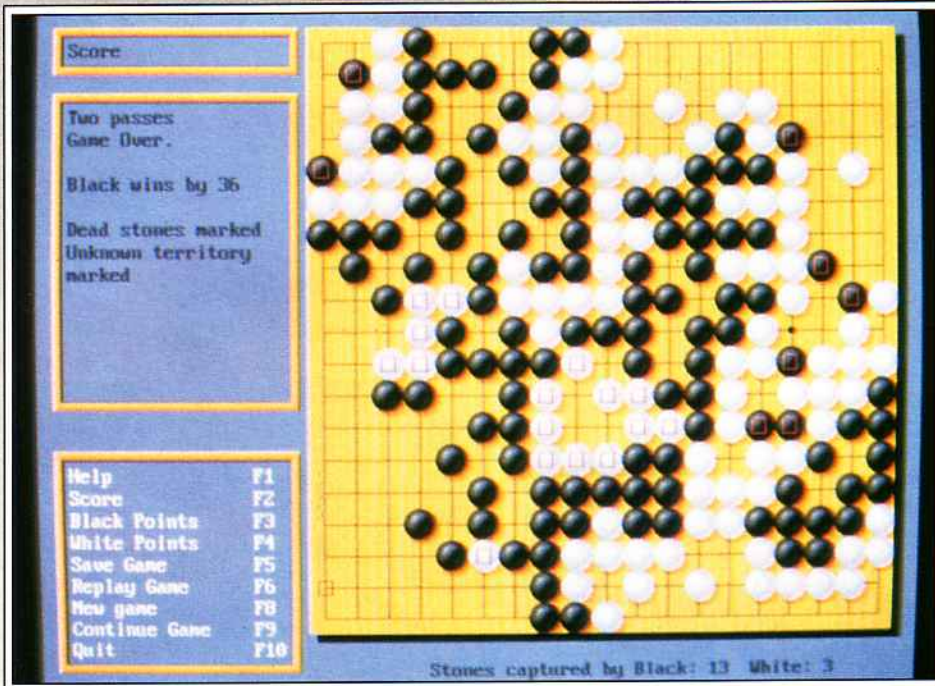 Score
Two passes
Game Over.
Black wins by 36
Dead stones marked
Unknown territory
marked
Help F1
Score F2
Black Points F3
White Points F4
Save Game F5
Replay Game F6
New game F8
Continue Game F9
Quit F10
Stones captured by Black: 13 White: 3